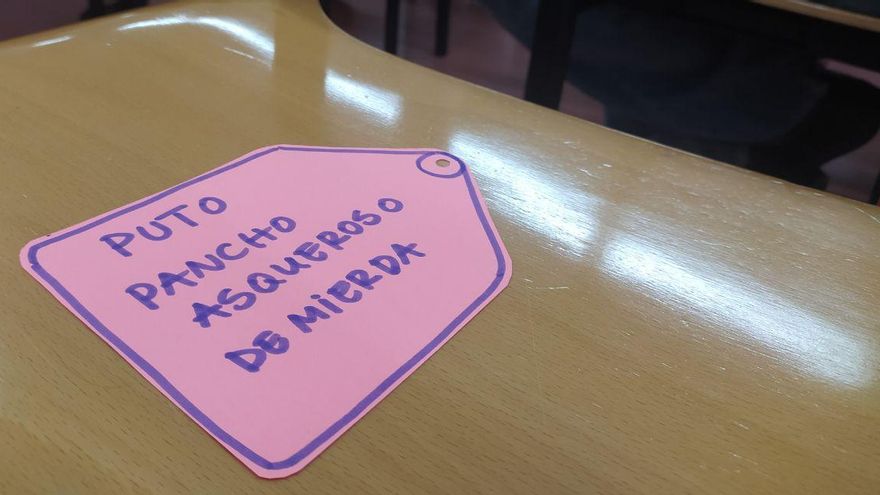 PUTO
PANCHO
ASQUEROSO
DE MIERDA